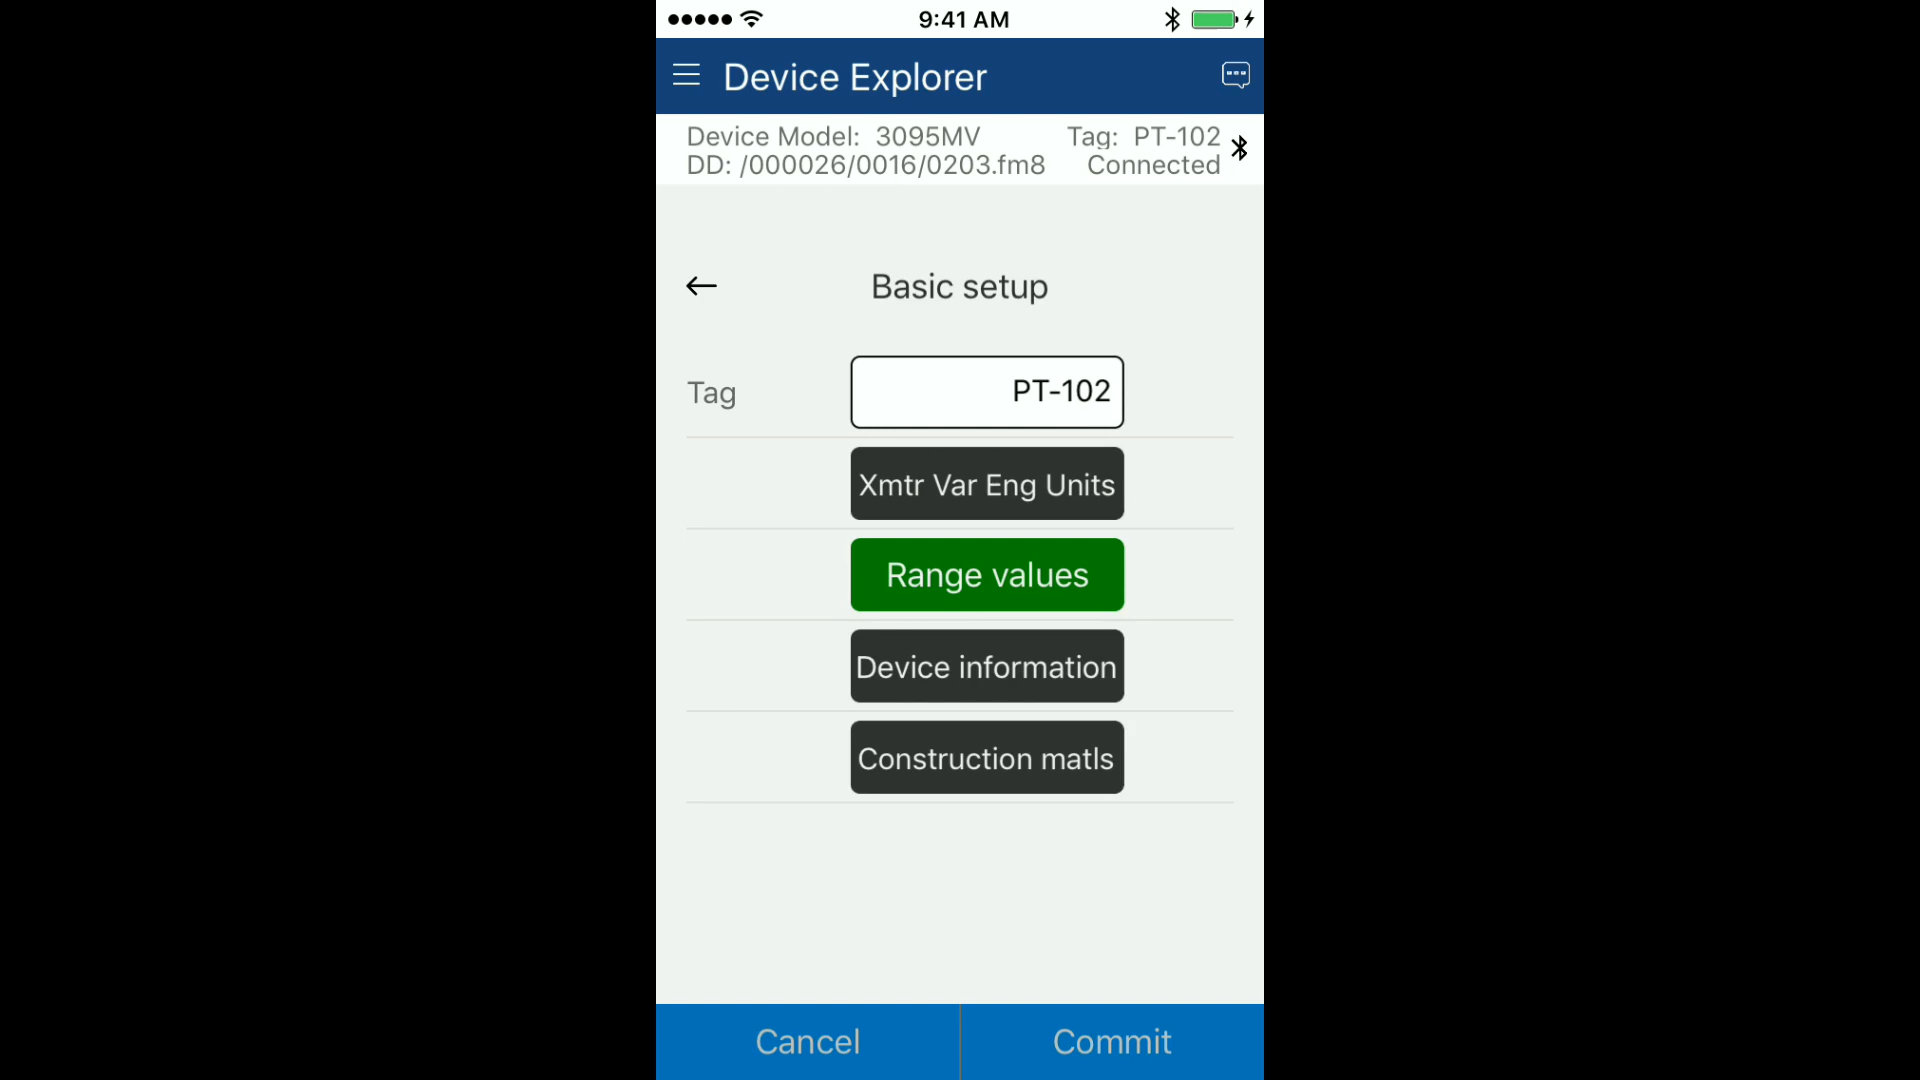 9:41 AM
Device Explorer
Device Model: 3095MV Tag: PT-102
DD: /000026/0016/0203.fm8 Connected
Basic setup
Tag PT-102
Xmtr Var Eng Units
Range values
Device information
Construction matls
Cancel Commit